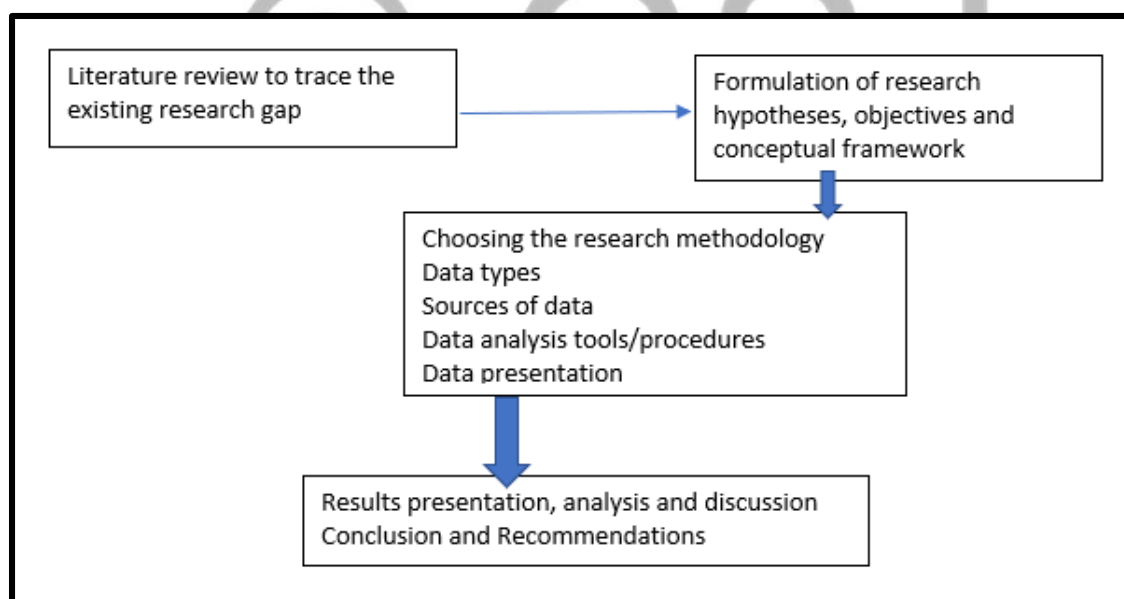 Literature review to trace the
existing research gap
Formulation of research
hypotheses, objectives and
conceptual framework
Choosing the research methodology
Data types
Sources of data
Data analysis tools/procedures
Data presentation
Results presentation, analysis and discussion
Conclusion and Recommendations